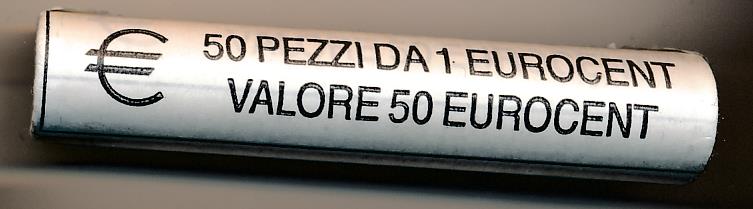 € 50 PEZZI DA 1 EUROCENT
VALORE 50 EUROCENT